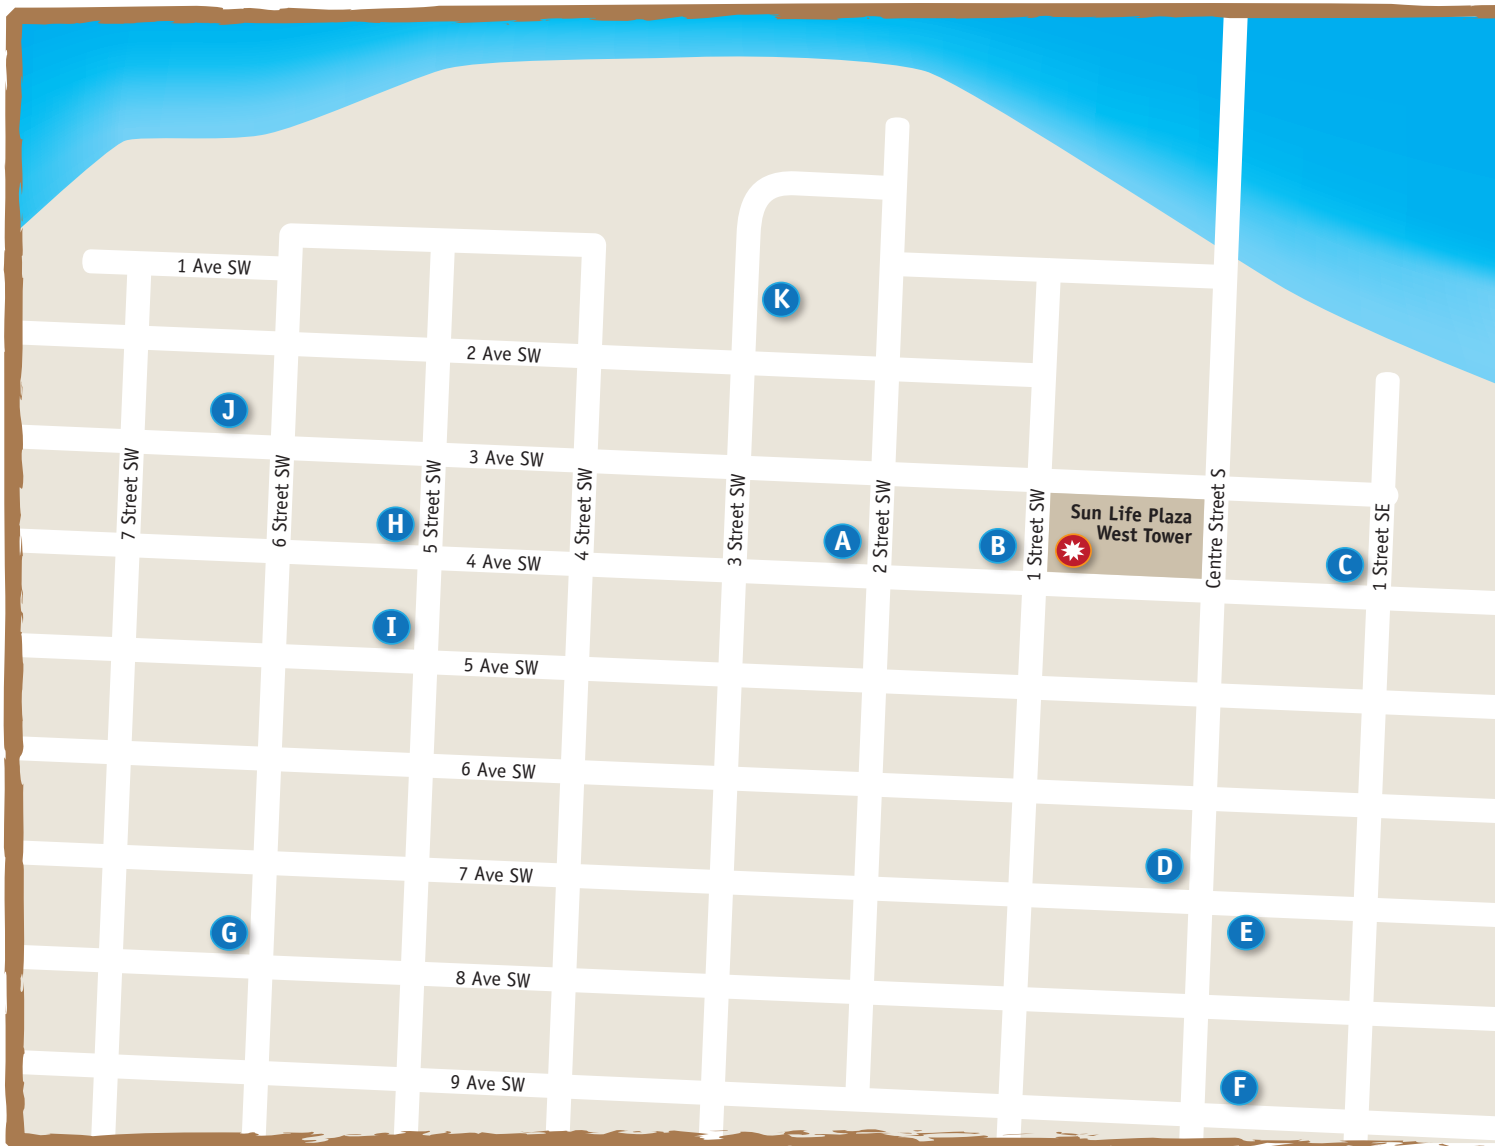 1 Ave SW
K
2 Ave SW
J
3 Ave SW
7 Street SW
6 Street SW
5 Street SW
4 Street SW
3 Street SW
2 Street SW
1 Street SW
Centre Street S
1 Street SE
Sun Life Plaza
West Tower
H
A
B
C
4 Ave SW
I
5 Ave SW
6 Ave SW
7 Ave SW
D
G
E
8 Ave SW
9 Ave SW
F